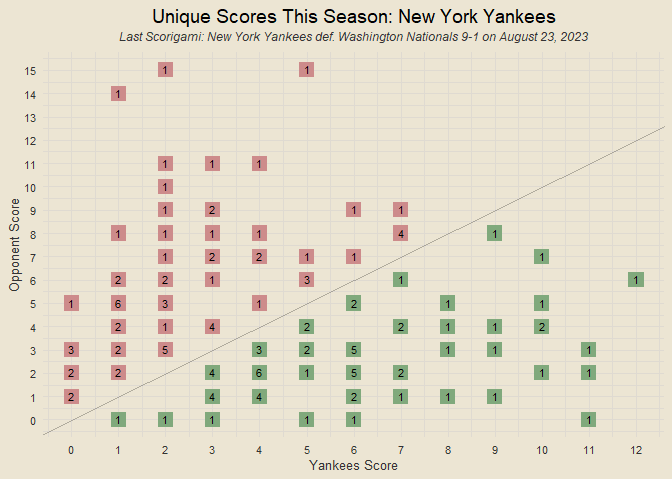 Unique Scores This Season: New York Yankees
Last Scorigami: New York Yankees def. Washington Nationals 9-1 on August 23, 2023
15 1 1
14 1
13
12
11 1 1 1
10 1
9 1 2 1 1
8 1 1 1 1 4 1
7 1 2 2 1 1 1
6 2 2 1 3 1 1
5 1 6 3 1 2 1 1
4 2 1 4 2 2 1 1 2
3 3 2 5 3 2 5 1 1 1
2 2 2 4 6 1 5 2 1 1
1 2 4 4 2 1 1 1
0 1 1 1 1 1 1
0 1 2 3 4 5 6 7 8 9 10 11 12
Yankees Score
Opponent Score